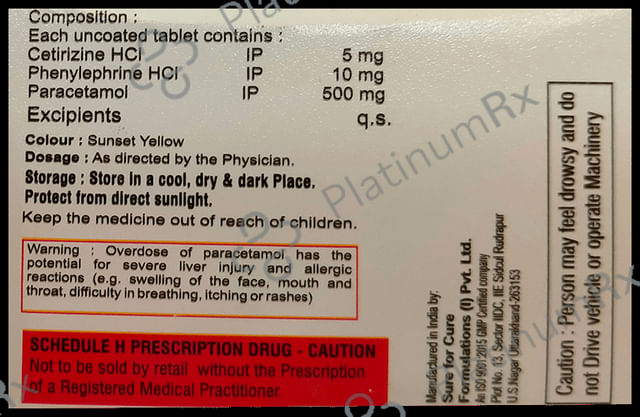 Composition :
Each uncoated tablet contains :
Cetirizine HCl IP 5 mg
Phenylephrine HCl IP 10 mg
Paracetamol IP 500 mg
Excipients q.s.
Colour : Sunset Yellow
Dosage : As directed by the Physician.
Storage : Store in a cool, dry & dark Place.
Protect from direct sunlight.
Keep the medicine out of reach of children.
Warning : Overdose of paracetamol has the
potential for severe liver injury and allergic
reactions (e.g. swelling of the face, mouth and
throat, difficulty in breathing, itching or rashes)
SCHEDULE H PRESCRIPTION DRUG - CAUTION
Not to be sold by retail without the Prescription
of a Registered Medical Practitioner.
Manufactured in India by:
Sure for Cure
Formulations (I) Pvt. Ltd.
An ISO 9001:2015 GMP Certified company
Plot No. 13, Sector IIDC, IIE Sidcul Rudrapur
U.S.Nagar Uttarakhand-263153
Caution : Person may feel drowsy and do
not Drive vehicle or operate Machinery
PlatinumRx
PlatinumRx
PlatinumRx
Rx